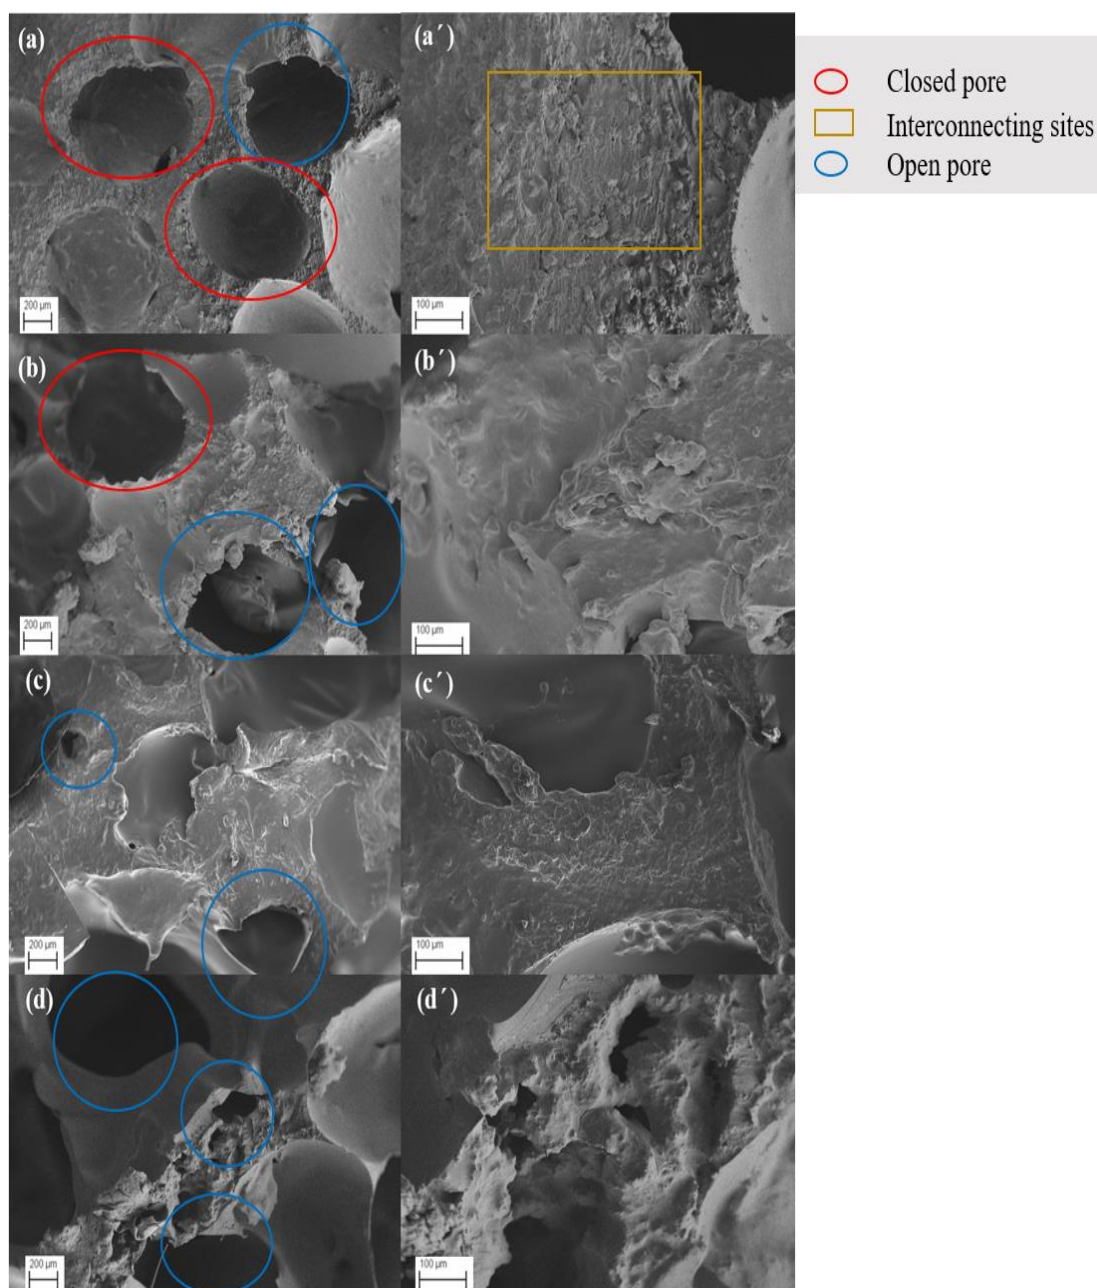 (a)
(a´)
Closed pore
Interconnecting sites
Open pore
200 µm
100 µm
(b)
(b´)
200 µm
100 µm
(c)
(c´)
200 µm
100 µm
(d)
(d´)
200 µm
100 µm